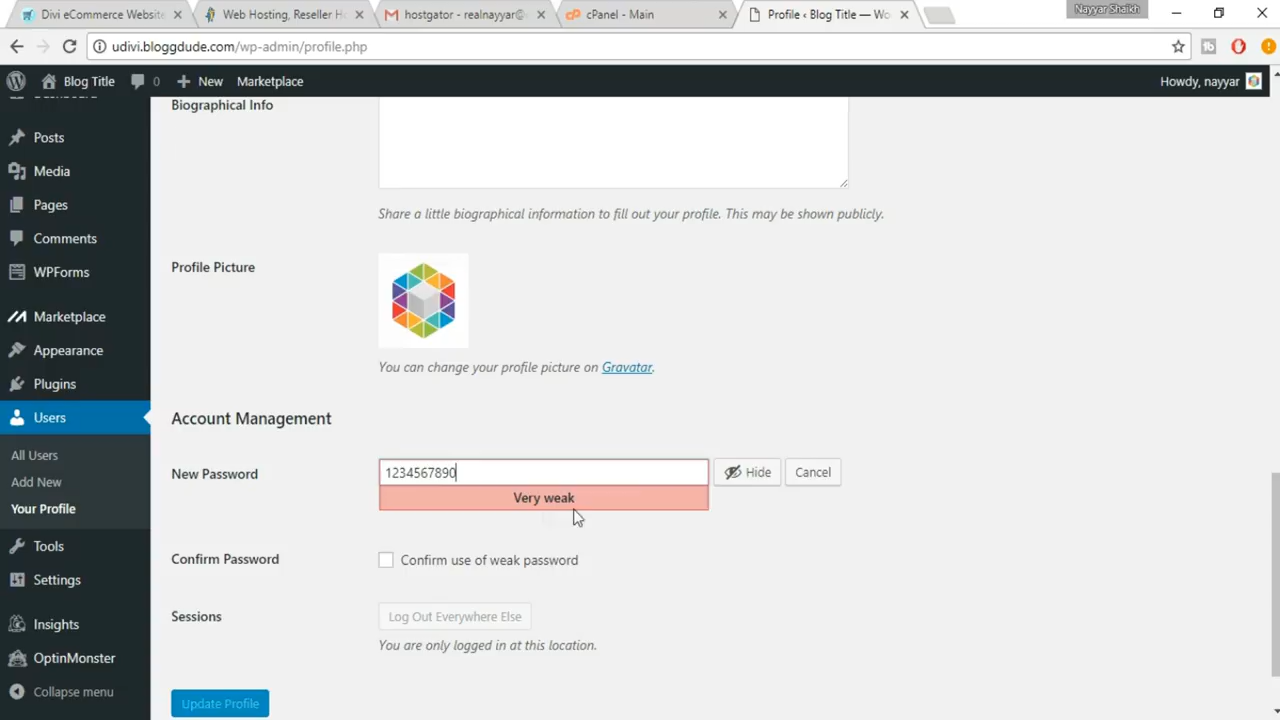 Divi eCommerce Website
Web Hosting, Reseller H
hostgator - realnayyar@
cPanel - Main
Profile ‹ Blog Title — Wo
Nayyar Shaikh
udivi.bloggdude.com/wp-admin/profile.php
Blog Title
0
New
Marketplace
Howdy, nayyar
Posts
Media
Pages
Comments
WPForms
Marketplace
Appearance
Plugins
Users
All Users
Add New
Your Profile
Tools
Settings
Insights
OptinMonster
Collapse menu
Biographical Info
Share a little biographical information to fill out your profile. This may be shown publicly.
Profile Picture
You can change your profile picture on Gravatar.
Account Management
New Password
1234567890
Hide
Cancel
Very weak
Confirm Password
Confirm use of weak password
Sessions
Log Out Everywhere Else
You are only logged in at this location.
Update Profile